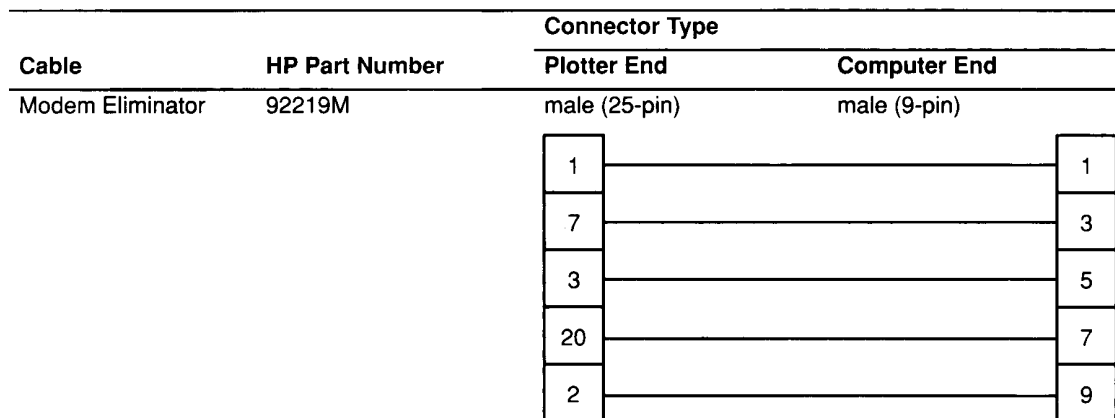 Connector Type
Cable HP Part Number Plotter End Computer End
Modem Eliminator 92219M male (25-pin) male (9-pin)
1 1
7 3
3 5
20 7
2 9